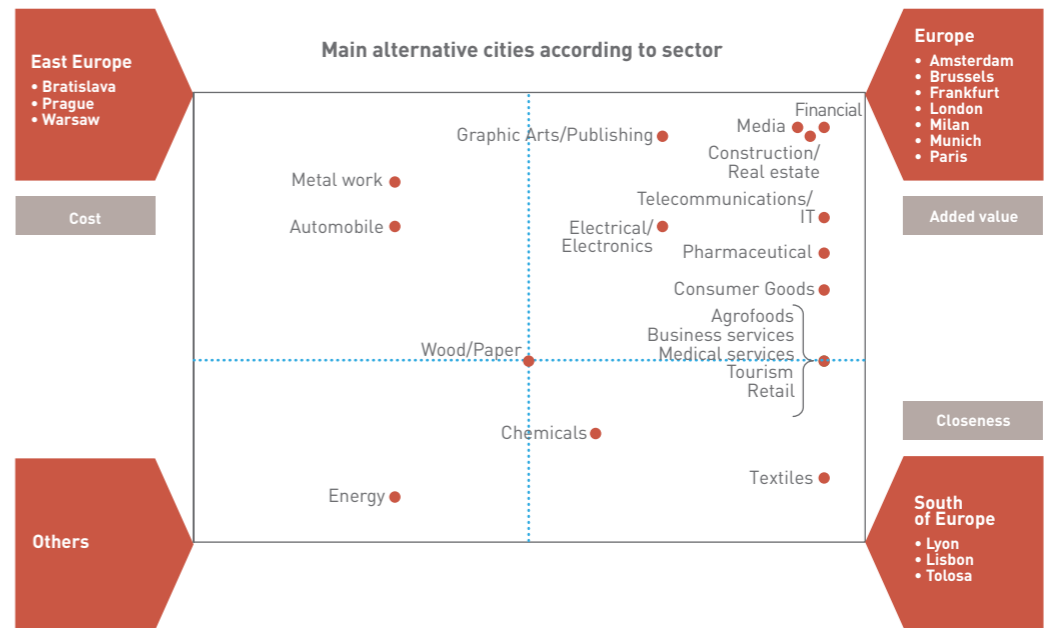 Main alternative cities according to sector
East Europe
• Bratislava
• Prague
• Warsaw
Cost
Europe
• Amsterdam
• Brussels
• Frankfurt
• London
• Milan
• Munich
• Paris
Added value
Financial
Media
Graphic Arts/Publishing
Construction/
Real estate
Metal work
Telecommunications/
IT
Automobile
Electrical/
Electronics
Pharmaceutical
Consumer Goods
Agrofoods
Business services
Medical services
Tourism
Retail
Wood/Paper
Chemicals
Textiles
Energy
Closeness
Others
South
of Europe
• Lyon
• Lisbon
• Tolosa